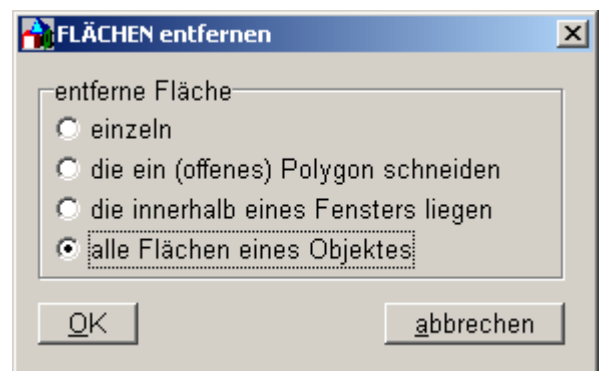 FLÄCHEN entfernen
entferne Fläche
einzeln
die ein (offenes) Polygon schneiden
die innerhalb eines Fensters liegen
alle Flächen eines Objektes
OK abbrechen